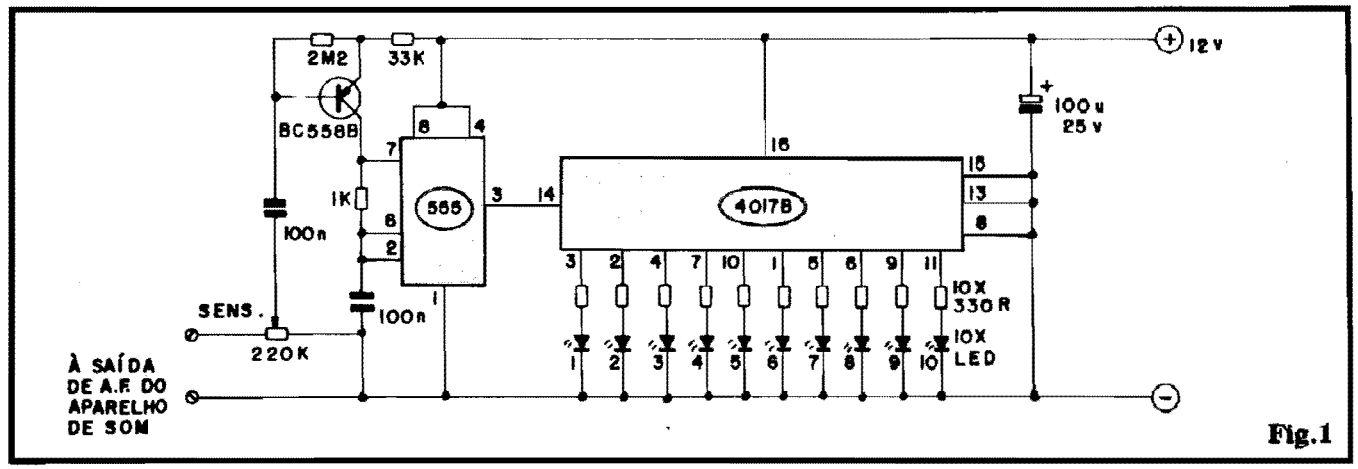 2M2
33K
12 V
BC558B
8
4
+
100u
25 V
7
16
1K
555
3
14
4017B
15
13
8
100n
6
2
3
2
4
7
10
1
5
6
9
11
1
SENS.
100n
10X
330R
220K
1
2
3
4
5
6
7
8
9
10
10X
LED
À SAÍDA
DE A.F. DO
APARELHO
DE SOM
Fig.1